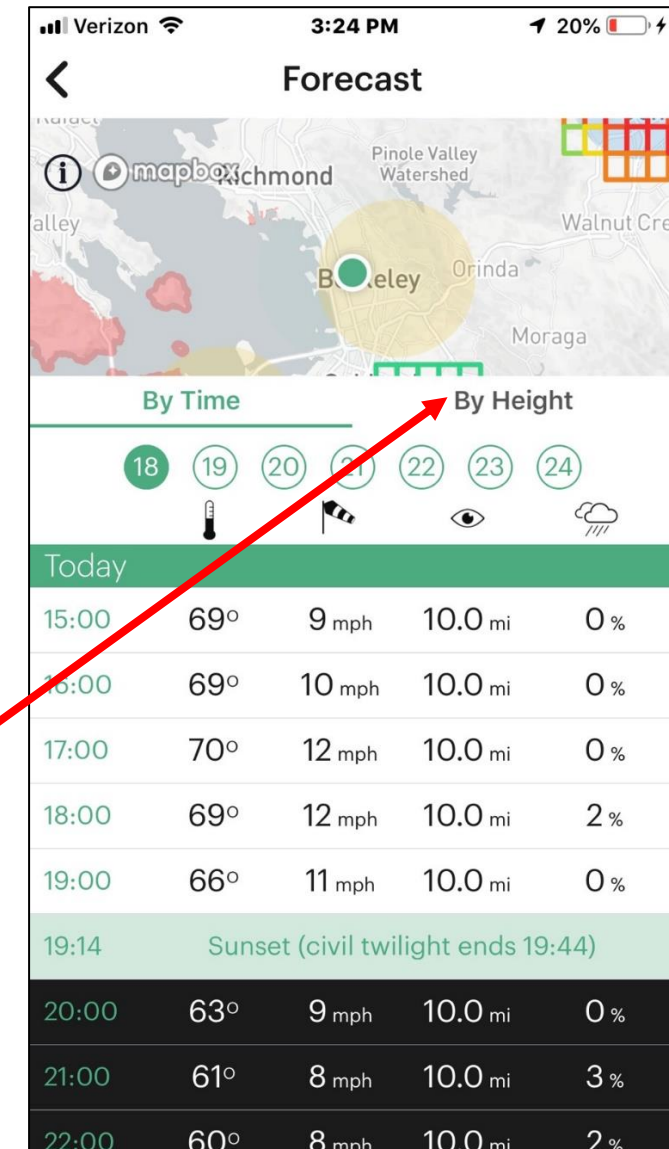 Verizon 3:24 PM 20%
Forecast
mapbox Richmond Pinole Valley
Watershed
alley Walnut Cre
Orinda
Moraga
By Time By Height
18 19 20 21 22 23 24
Today
15:00 69° 9 mph 10.0 mi 0 %
16:00 69° 10 mph 10.0 mi 0 %
17:00 70° 12 mph 10.0 mi 0 %
18:00 69° 12 mph 10.0 mi 2 %
19:00 66° 11 mph 10.0 mi 0 %
19:14 Sunset (civil twilight ends 19:44)
20:00 63° 9 mph 10.0 mi 0 %
21:00 61° 8 mph 10.0 mi 3 %
22:00 60° 8 mph 10.0 mi 2 %